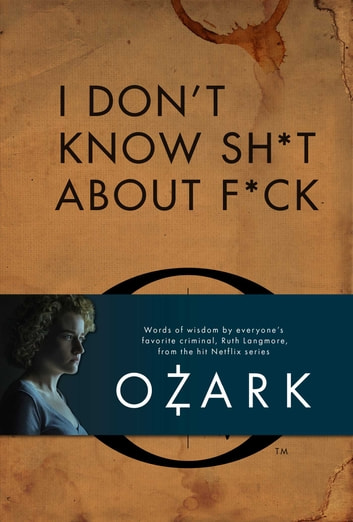 I DON'T
KNOW SH*T
ABOUT F*CK
Words of wisdom by everyone's
favorite criminal, Ruth Langmore,
from the hit Netflix series
OZARK
TM